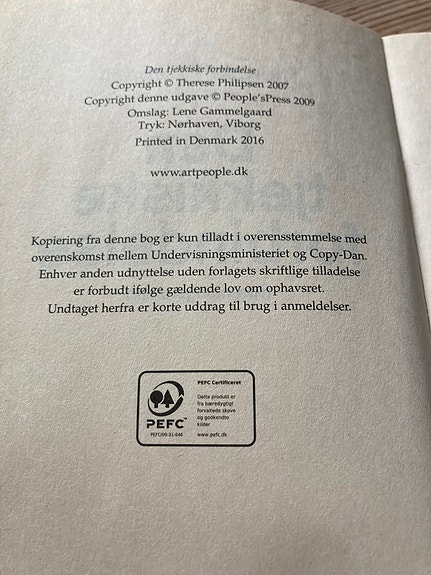 Den tjekkiske forbindelse
Copyright © Therese Philipsen 2007
Copyright denne udgave © People'sPress 2009
Omslag: Lene Gammelgaard
Tryk: Nørhaven, Viborg
Printed in Denmark 2016
www.artpeople.dk
Kopiering fra denne bog er kun tilladt i overensstemmelse med
overenskomst mellem Undervisningsministeriet og Copy-Dan.
Enhver anden udnyttelse uden forlagets skriftlige tilladelse
er forbudt ifølge gældende lov om ophavsret.
Undtaget herfra er korte uddrag til brug i anmeldelser.
PEFC™
PEFC/09-31-046
PEFC Certificeret
Dette produkt er
fra bæredygtigt
forvaltede skove
og godkendte
kilder
www.pefc.dk